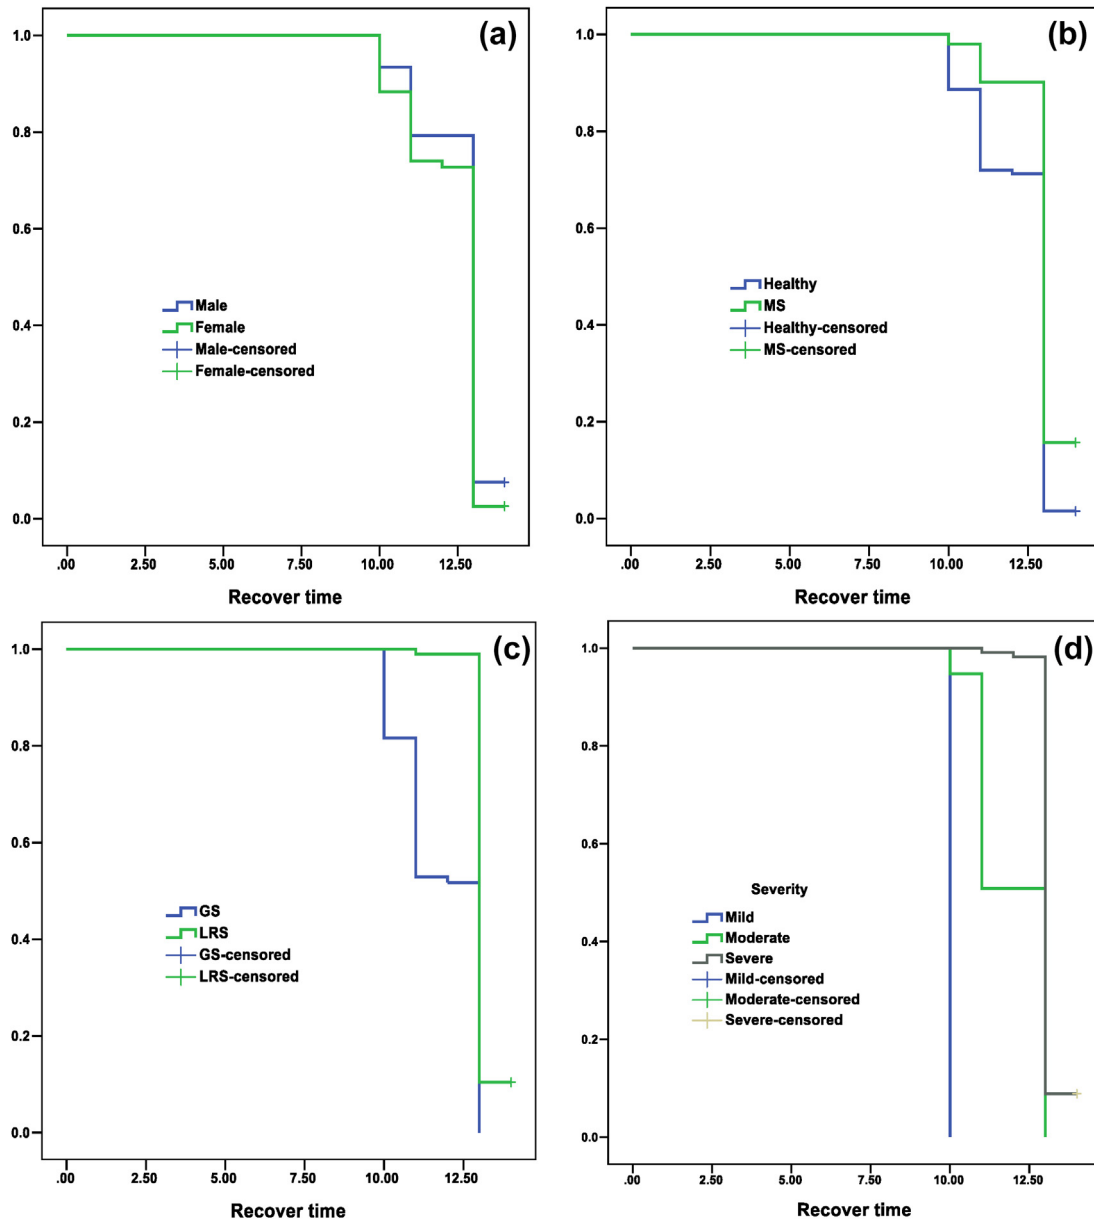 (a)
1.0
0.8
0.6
0.4
0.2
0.0
Male
Female
Male-censored
Female-censored
.00 2.50 5.00 7.50 10.00 12.50
Recover time
(b)
1.0
0.8
0.6
0.4
0.2
0.0
Healthy
MS
Healthy-censored
MS-censored
.00 2.50 5.00 7.50 10.00 12.50
Recover time
(c)
1.0
0.8
0.6
0.4
0.2
0.0
GS
LRS
GS-censored
LRS-censored
.00 2.50 5.00 7.50 10.00 12.50
Recover time
(d)
1.0
0.8
0.6
0.4
0.2
0.0
Severity
Mild
Moderate
Severe
Mild-censored
Moderate-censored
Severe-censored
.00 2.50 5.00 7.50 10.00 12.50
Recover time